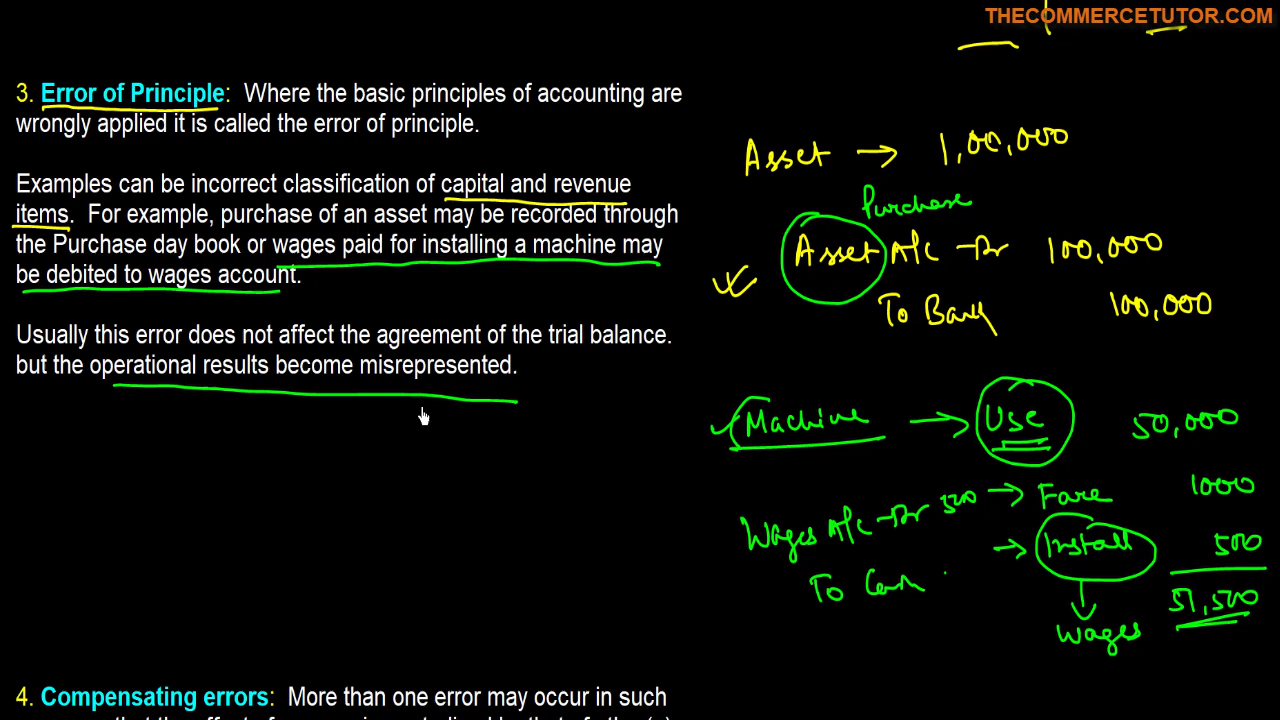 THECOMMERCETUTOR.COM
3. Error of Principle: Where the basic principles of accounting are
wrongly applied it is called the error of principle.
Examples can be incorrect classification of capital and revenue
items. For example, purchase of an asset may be recorded through
the Purchase day book or wages paid for installing a machine may
be debited to wages account.
Usually this error does not affect the agreement of the trial balance.
but the operational results become misrepresented.
4. Compensating errors: More than one error may occur in such
Asset → 1,00,000
Purchase
Asset A/c - Dr 100,000
To Bank 100,000
Machine → Use 50,000
→ Fare 1000
Wages A/c - Dr 500
→ Install 500
To Cash
51,500
Wages